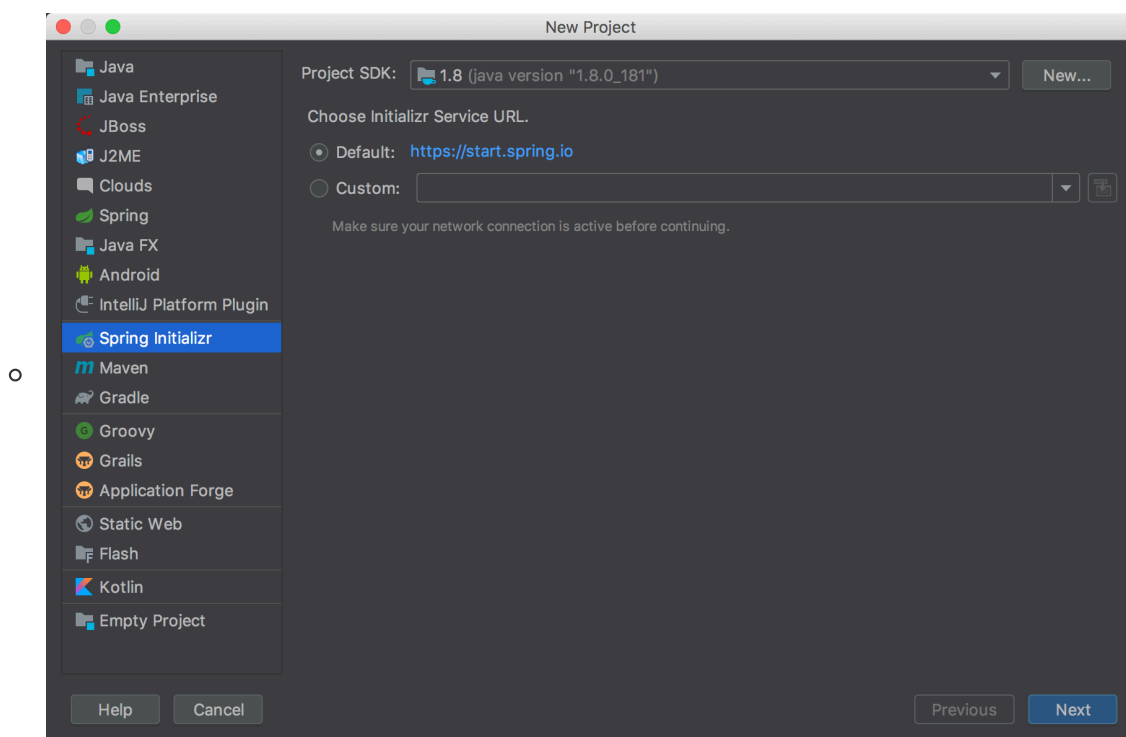 New Project
Java
Java Enterprise
JBoss
J2ME
Clouds
Spring
Java FX
Android
IntelliJ Platform Plugin
Spring Initializr
Maven
Gradle
G Groovy
Grails
Application Forge
Static Web
F Flash
Kotlin
Empty Project
Project SDK: 1.8 (java version "1.8.0_181") New...
Choose Initializr Service URL.
Default: https://start.spring.io
Custom:
Make sure your network connection is active before continuing.
Help Cancel Previous Next